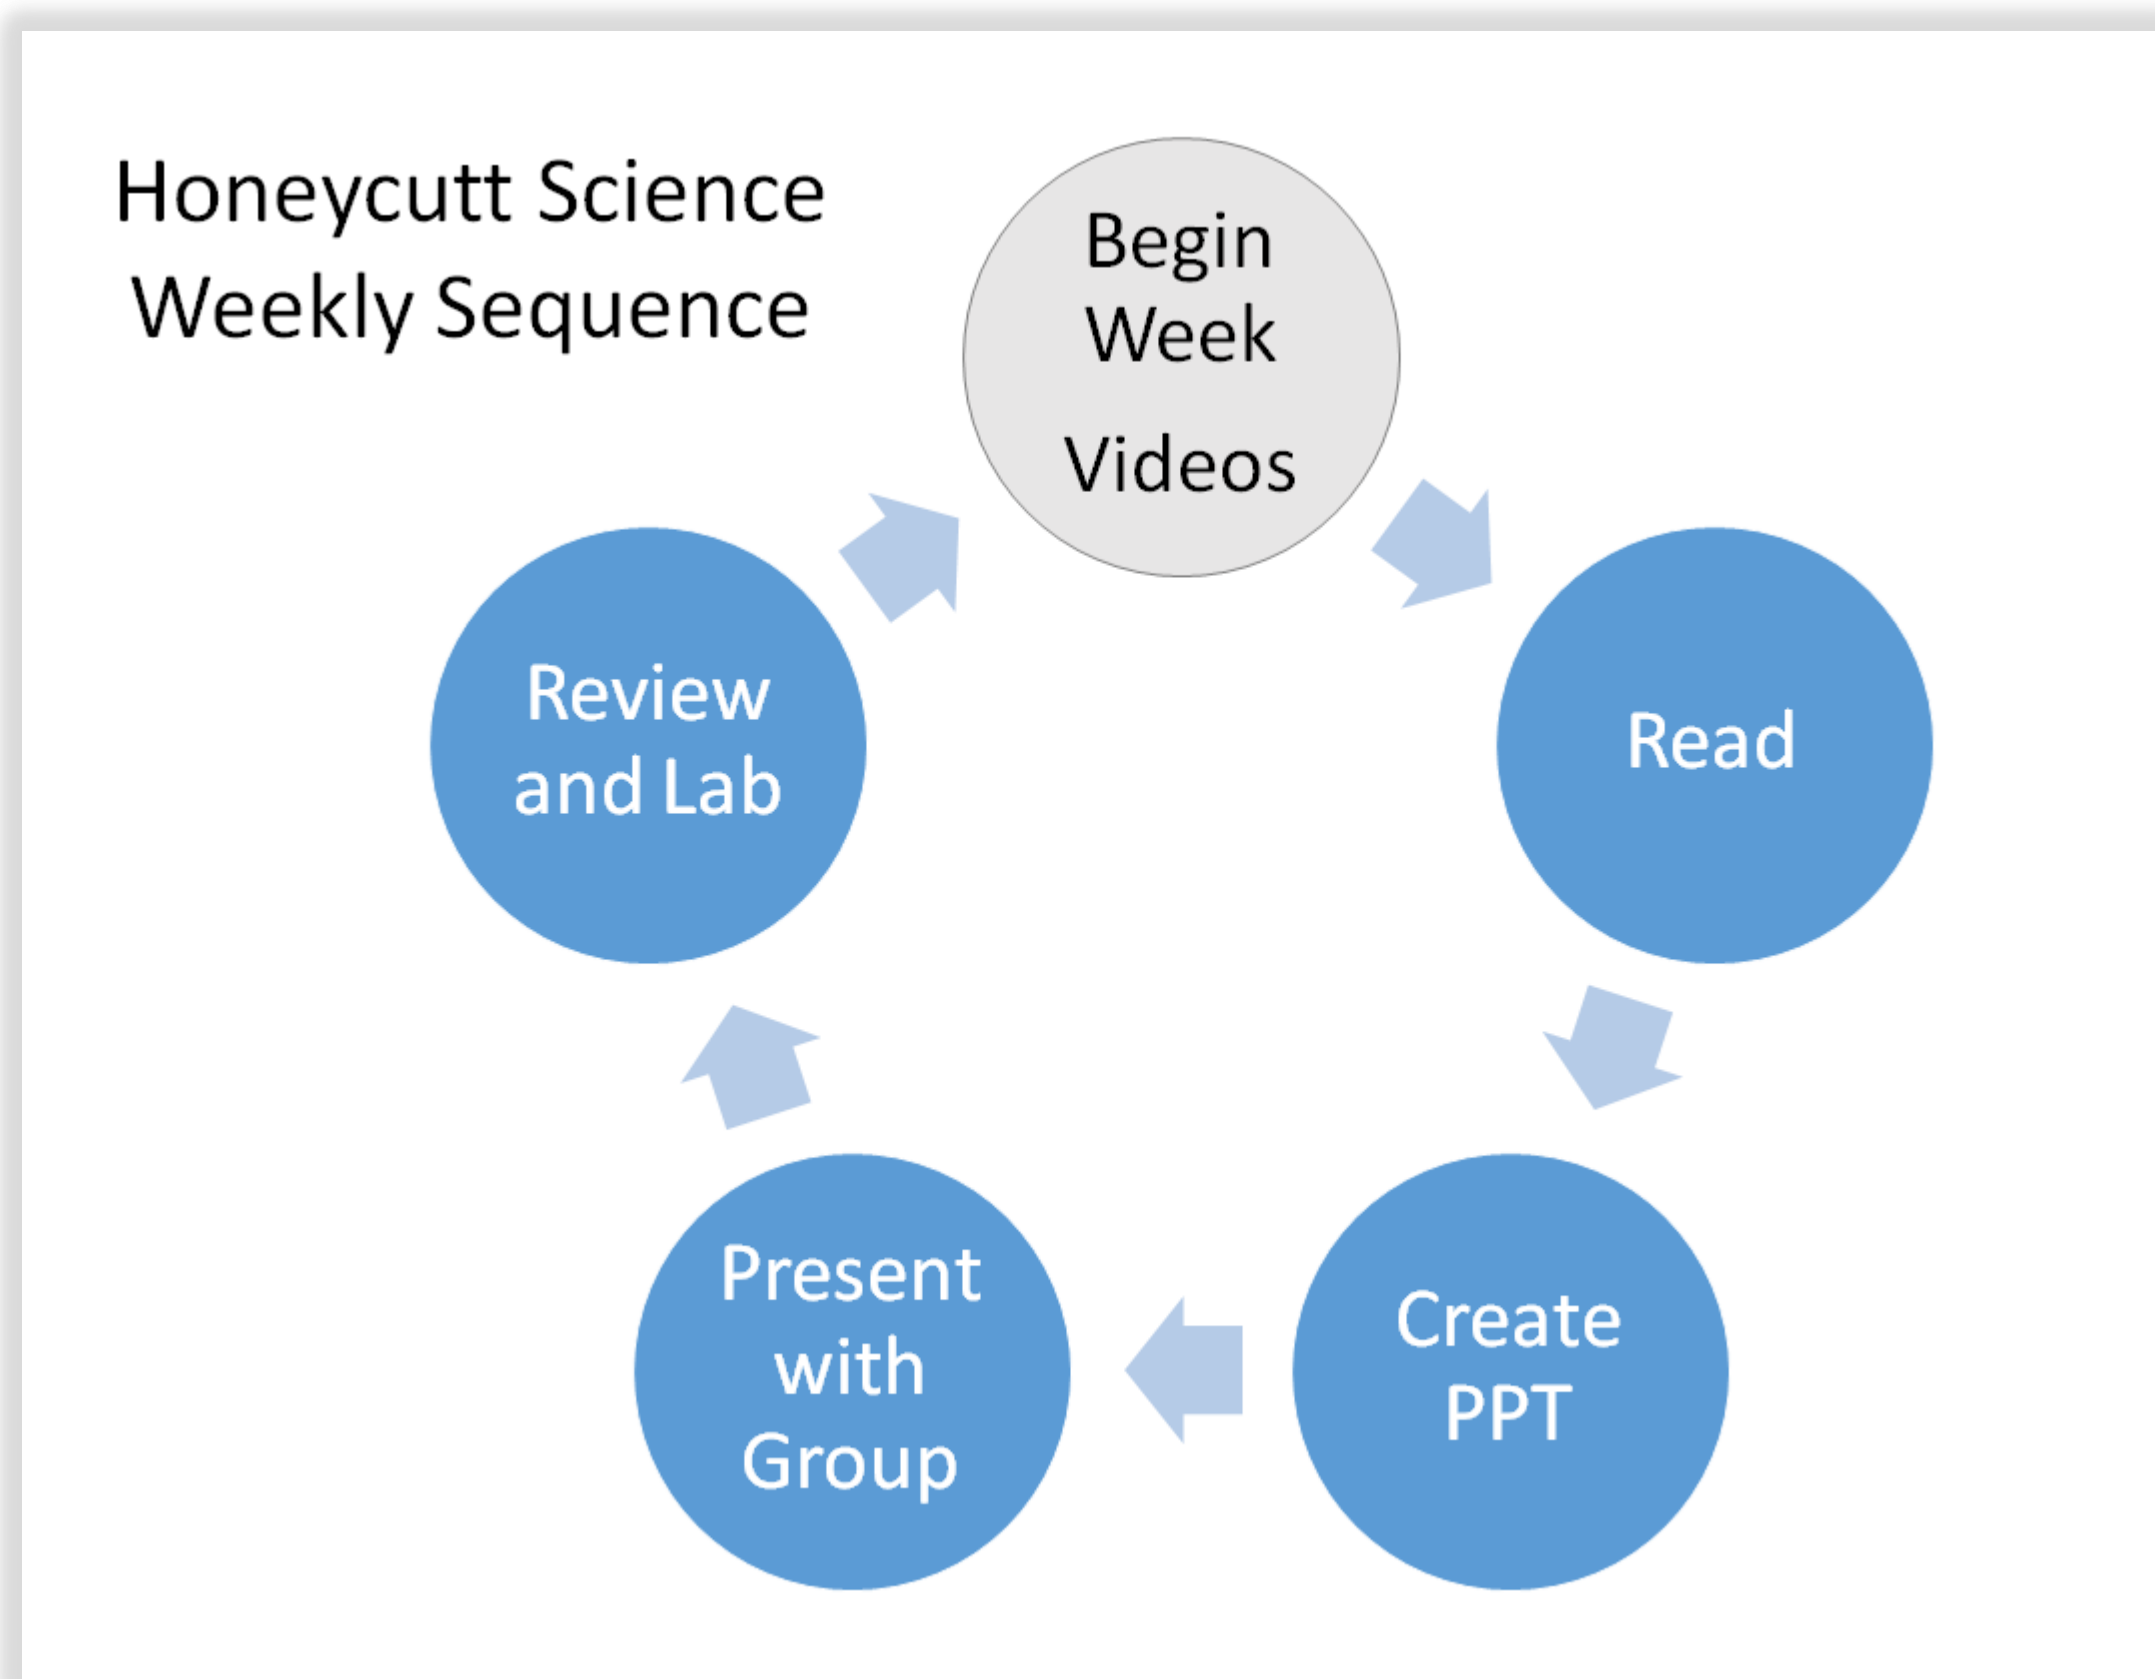 Honeycutt Science
Weekly Sequence
Begin
Week
Videos
Read
Create
PPT
Present
with
Group
Review
and Lab